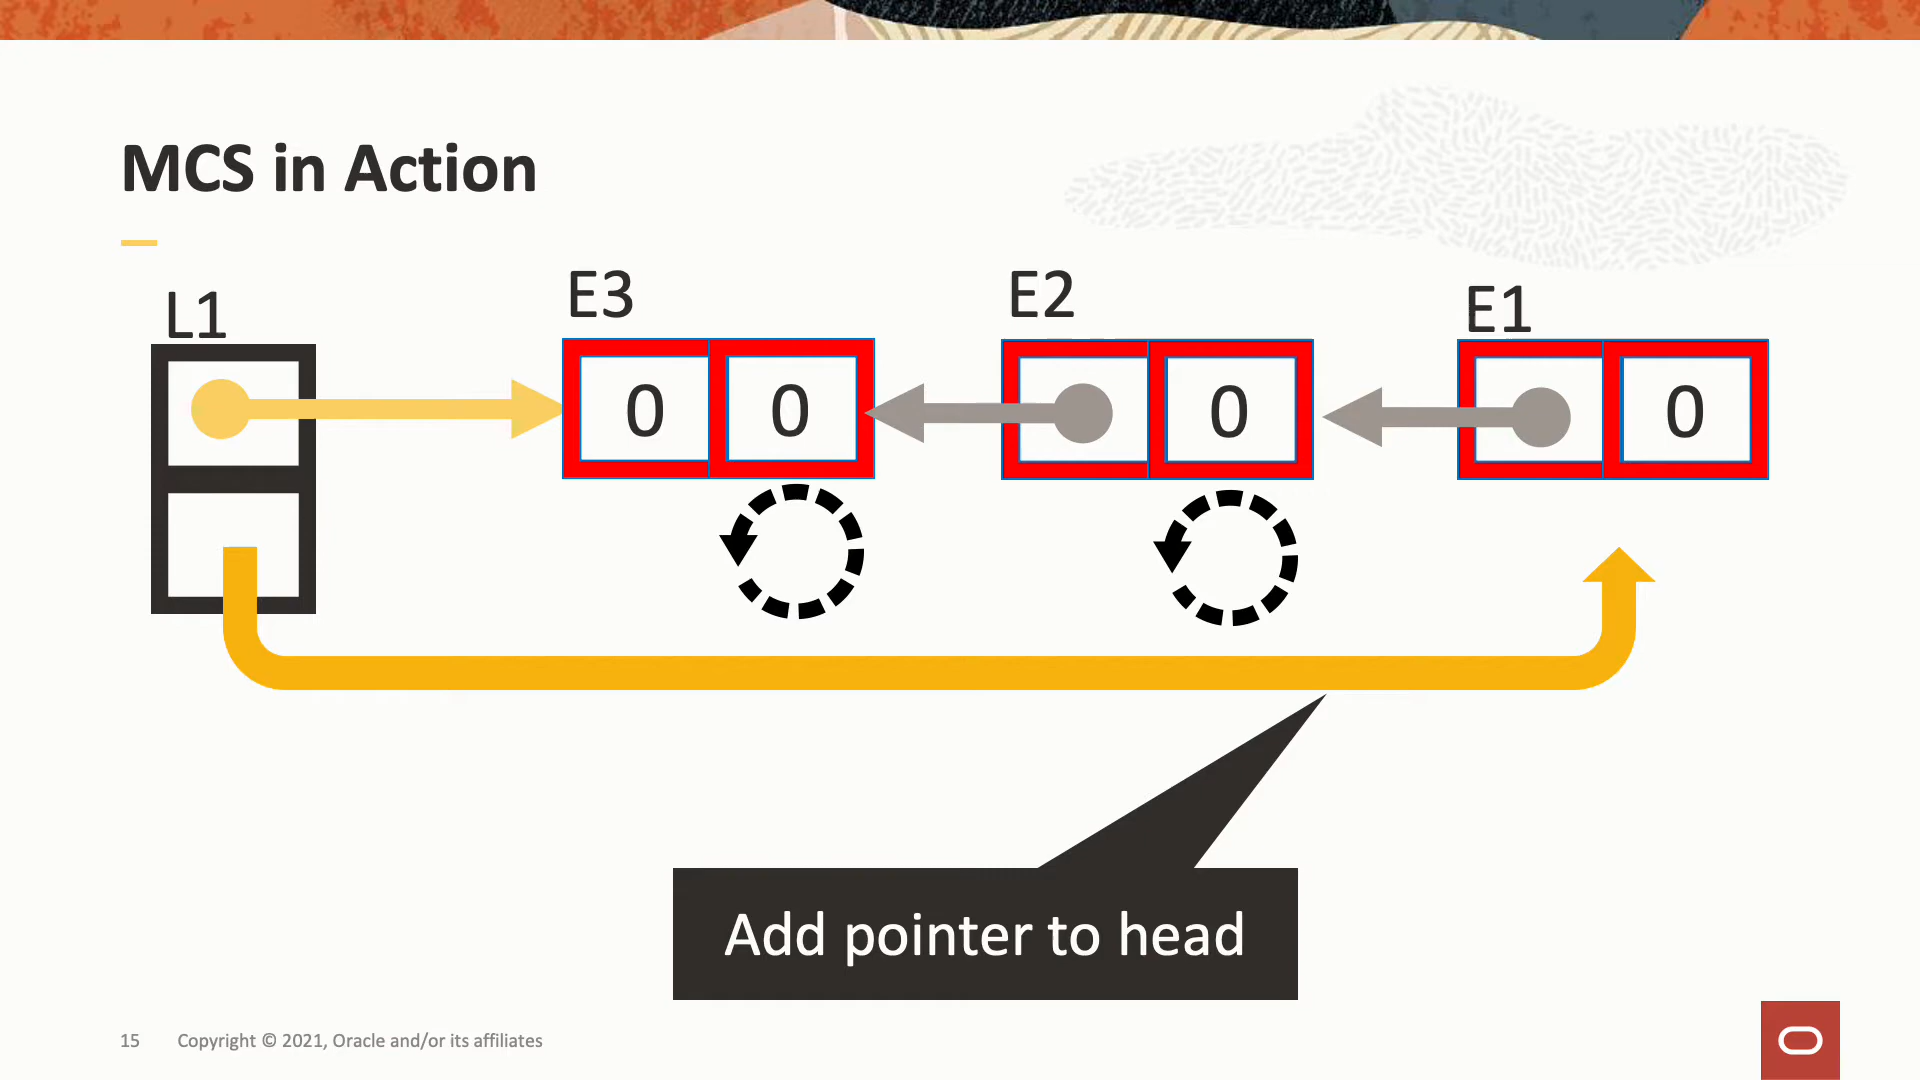 MCS in Action
L1
E3
E2
E1
0 0 0 0
Add pointer to head
15 Copyright © 2021, Oracle and/or its affiliates